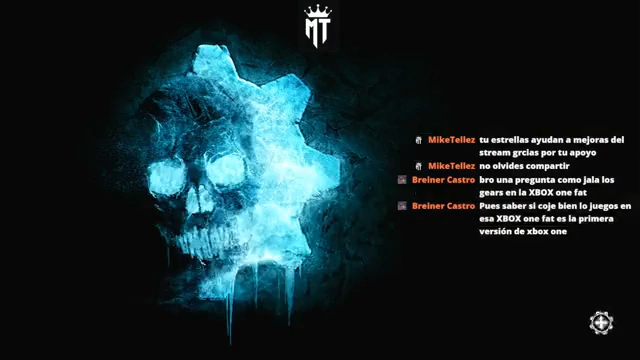 MT
MikeTellez tu estrellas ayudan a mejoras del
stream grcias por tu apoyo
MikeTellez no olvides compartir
Breiner Castro bro una pregunta como jala los
gears en la XBOX one fat
Breiner Castro Pues saber si coje bien lo juegos en
esa XBOX one fat es la primera
versión de xbox one